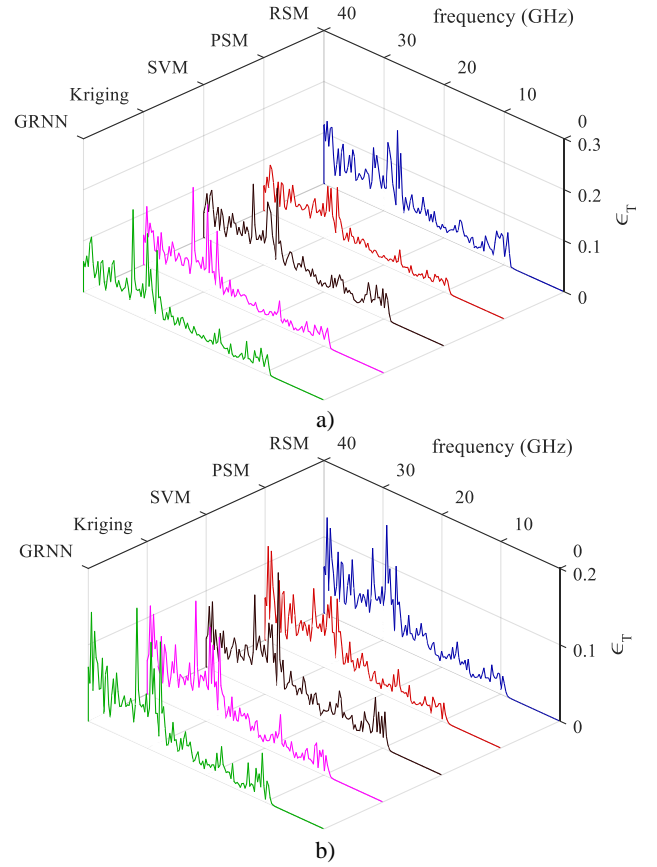 RSM 40 frequency (GHz)
PSM 30
SVM 20
Kriging 10
GRNN 0
0.3
0.2
0.1
0
ϵT
a)
RSM 40 frequency (GHz)
PSM 30
SVM 20
Kriging 10
GRNN 0
0.2
0.1
0
ϵT
b)